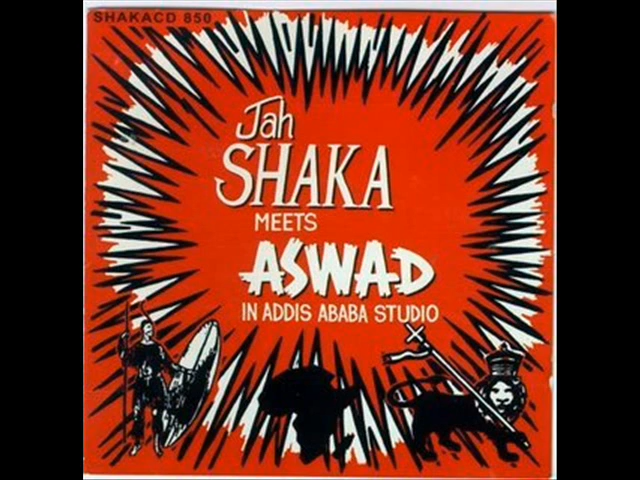 SHAKACD 850
Jah
SHAKA
MEETS
ASWAD
IN ADDIS ABABA STUDIO